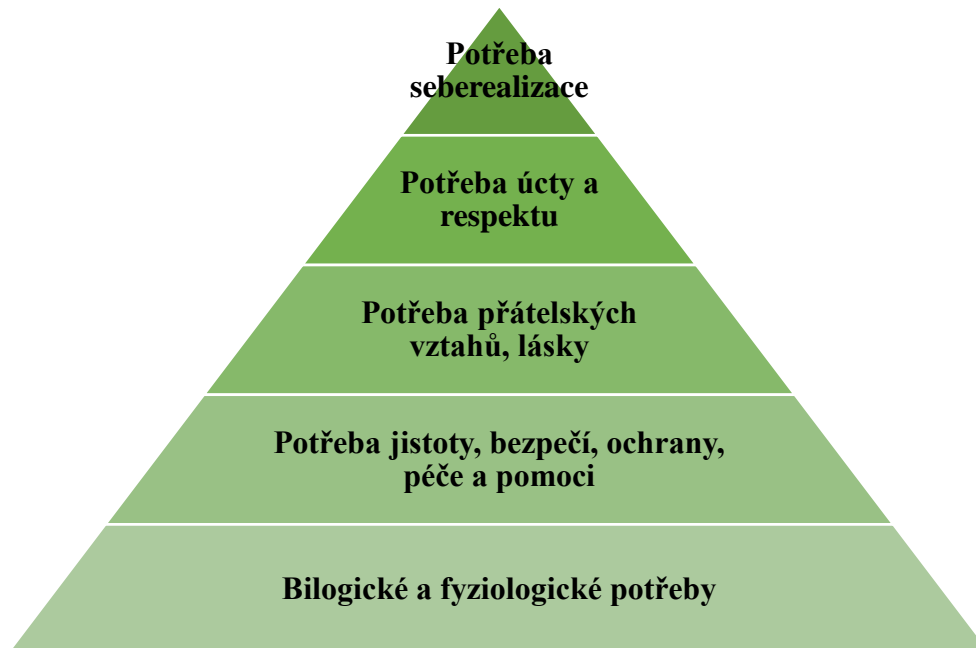 Potřeba
seberealizace
Potřeba úcty a
respektu
Potřeba přátelských
vztahů, lásky
Potřeba jistoty, bezpečí, ochrany,
péče a pomoci
Bilogické a fyziologické potřeby